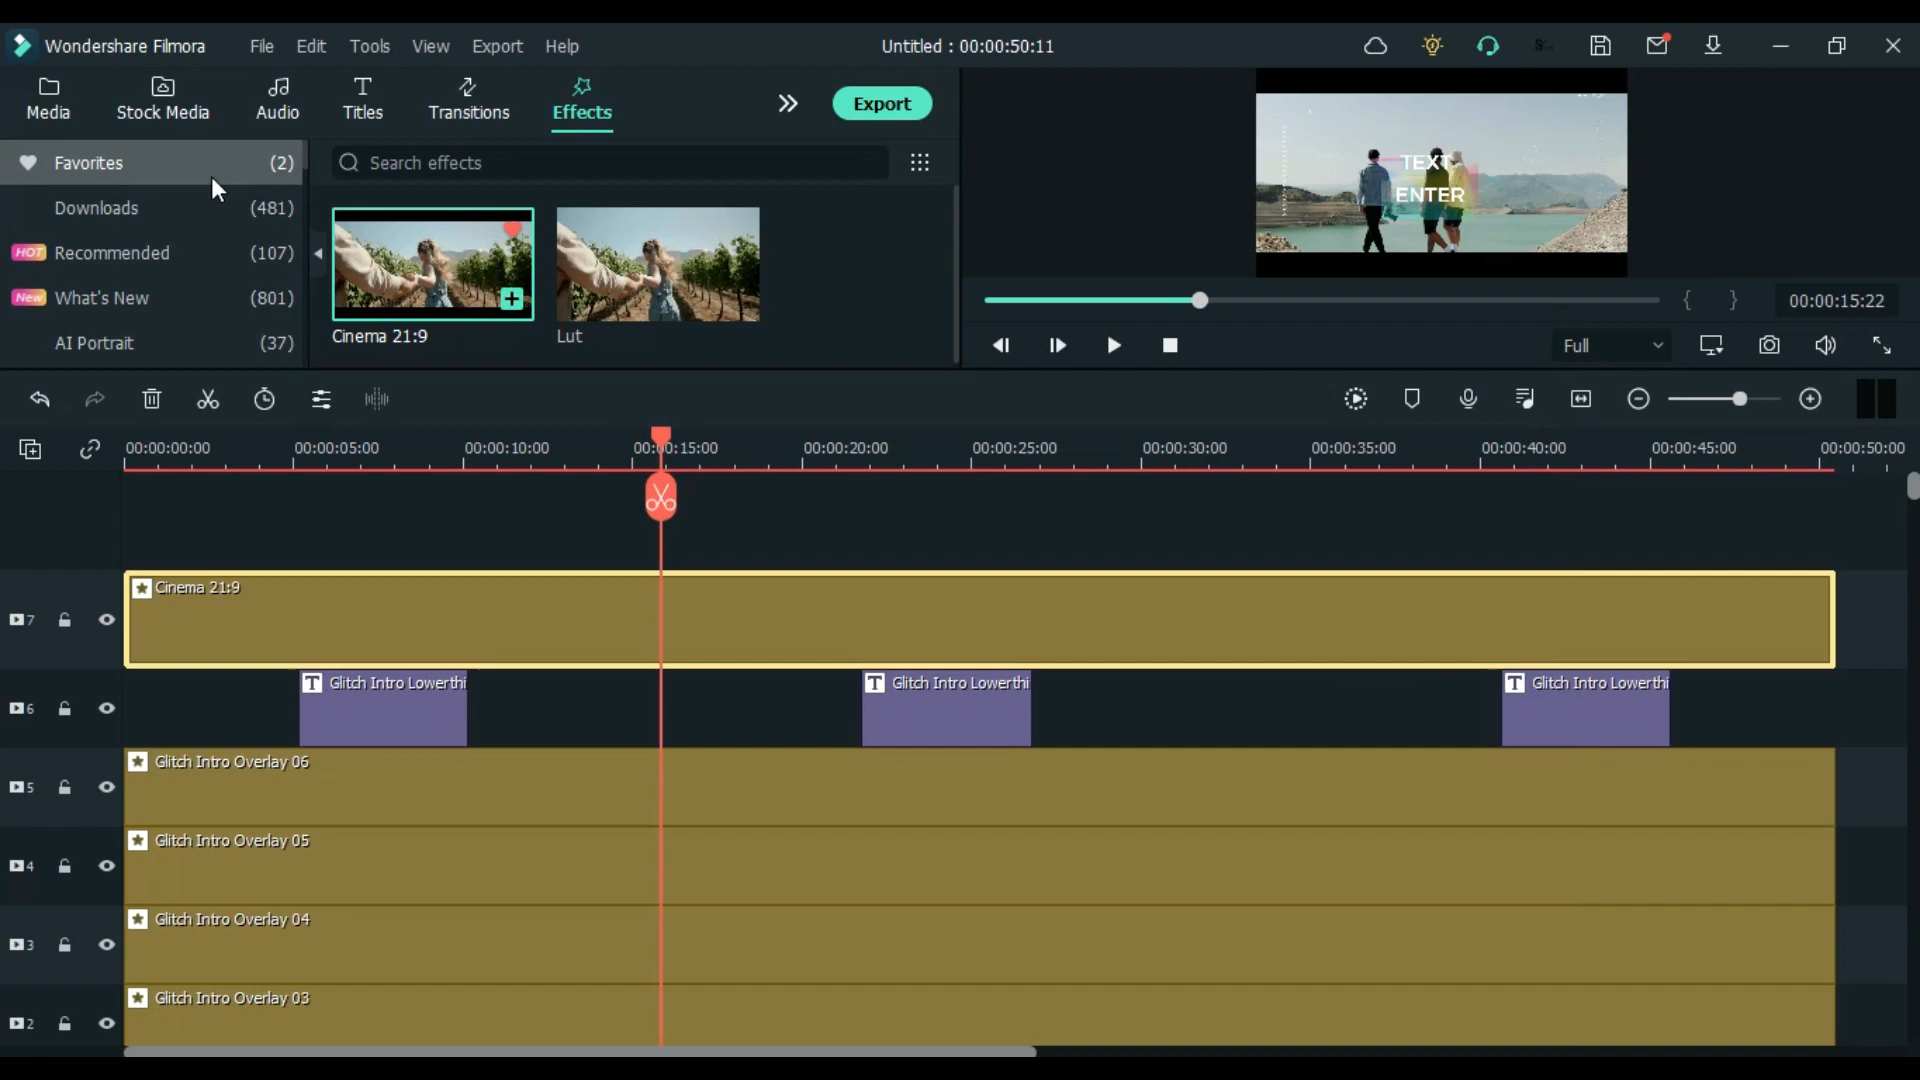 Wondershare Filmora File Edit Tools View Export Help Untitled : 00:00:50:11
Media Stock Media Audio Titles Transitions Effects Export
Favorites (2)
Search effects
Downloads (481)
HOT Recommended (107)
New What's New (801)
AI Portrait (37)
Cinema 21:9 Lut
TEXT
ENTER
00:00:15:22
Full
00:00:00:00 00:00:05:00 00:00:10:00 00:00:15:00 00:00:20:00 00:00:25:00 00:00:30:00 00:00:35:00 00:00:40:00 00:00:45:00 00:00:50:00
Cinema 21:9
7
T Glitch Intro Lowerthi T Glitch Intro Lowerthi T Glitch Intro Lowerthi
6
Glitch Intro Overlay 06
5
Glitch Intro Overlay 05
4
Glitch Intro Overlay 04
3
Glitch Intro Overlay 03
2